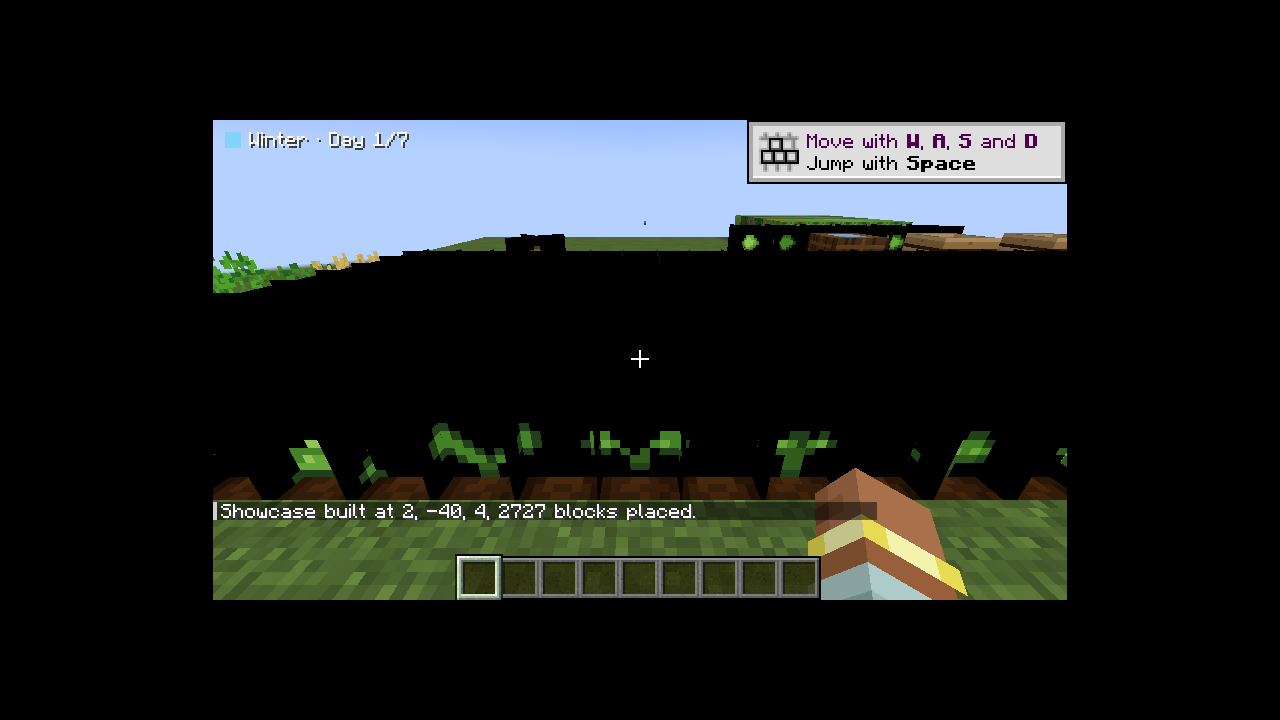 Winter · Day 1/7
Move with W, A, S and D
Jump with Space
Showcase built at 2, -40, 4, 2727 blocks placed.